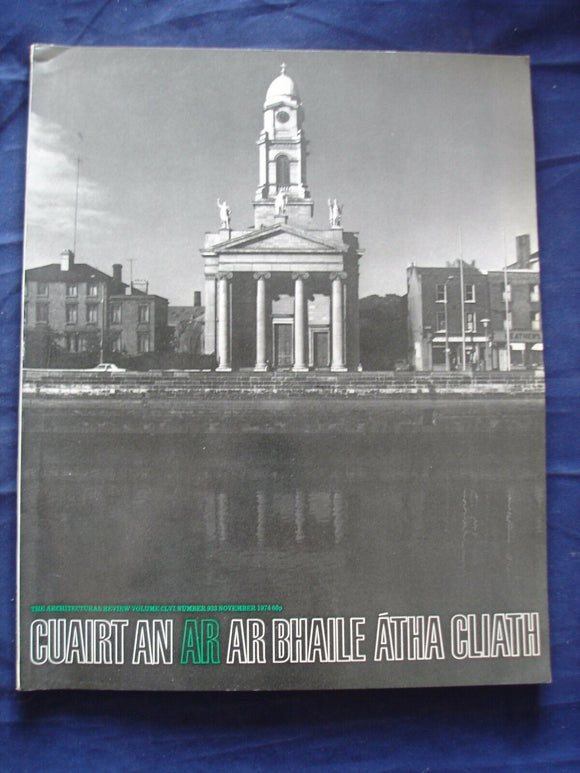 THE ARCHITECTURAL REVIEW VOLUME CLVI NUMBER 933 NOVEMBER 1974 60p
CUAIRT AN AR AR BHAILE ÁTHA CLIATH